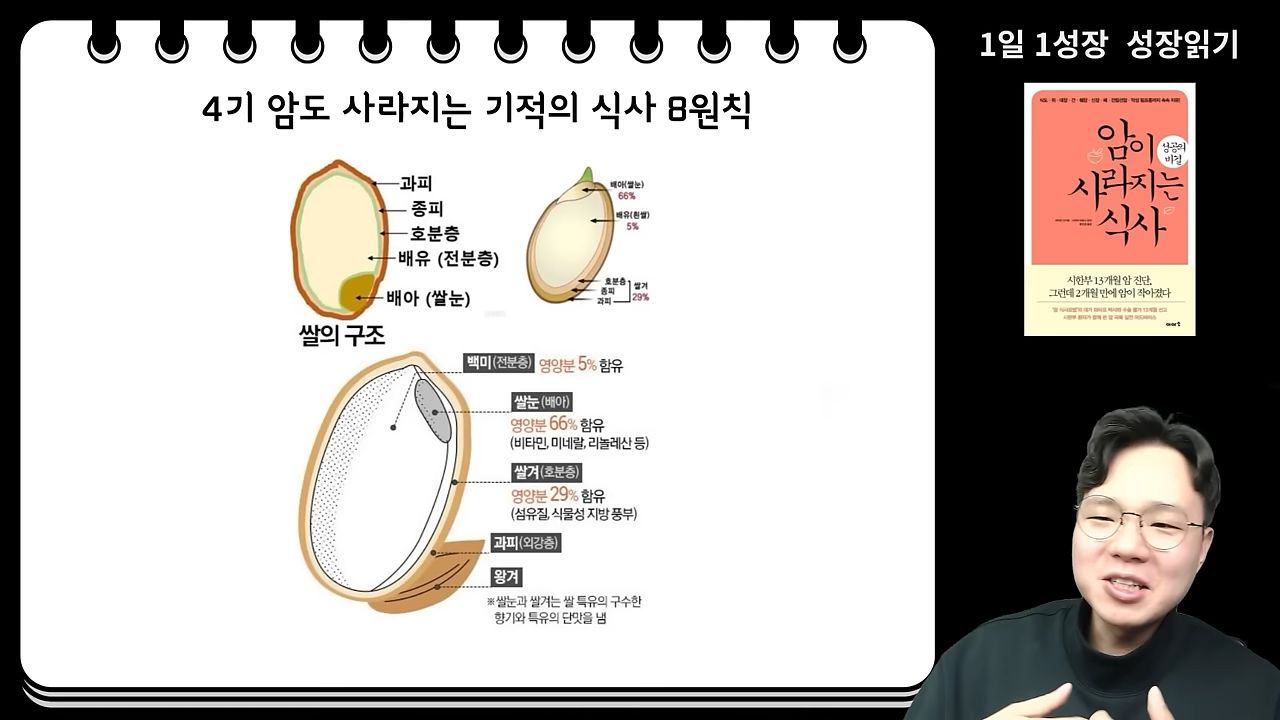 1일 1성장 성장읽기
4기 암도 사라지는 기적의 식사 8원칙
과피
종피
호분층
배유 (전분층)
배아 (쌀눈)
쌀의 구조
배아(쌀눈)
66%
배유(흰쌀)
5%
호분층
종피
과피
쌀겨
29%
백미(전분층) 영양분 5% 함유
쌀눈(배아)
영양분 66% 함유
(비타민, 미네랄, 리놀레산 등)
쌀겨(호분층)
영양분 29% 함유
(섬유질, 식물성 지방 풍부)
과피(외강층)
왕겨
※쌀눈과 쌀겨는 쌀 특유의 구수한
향기와 특유의 단맛을 냄
암이
사라지는
식사
성공의
비결
시한부 13개월 암 진단,
그런데 2개월 만에 암이 작아졌다